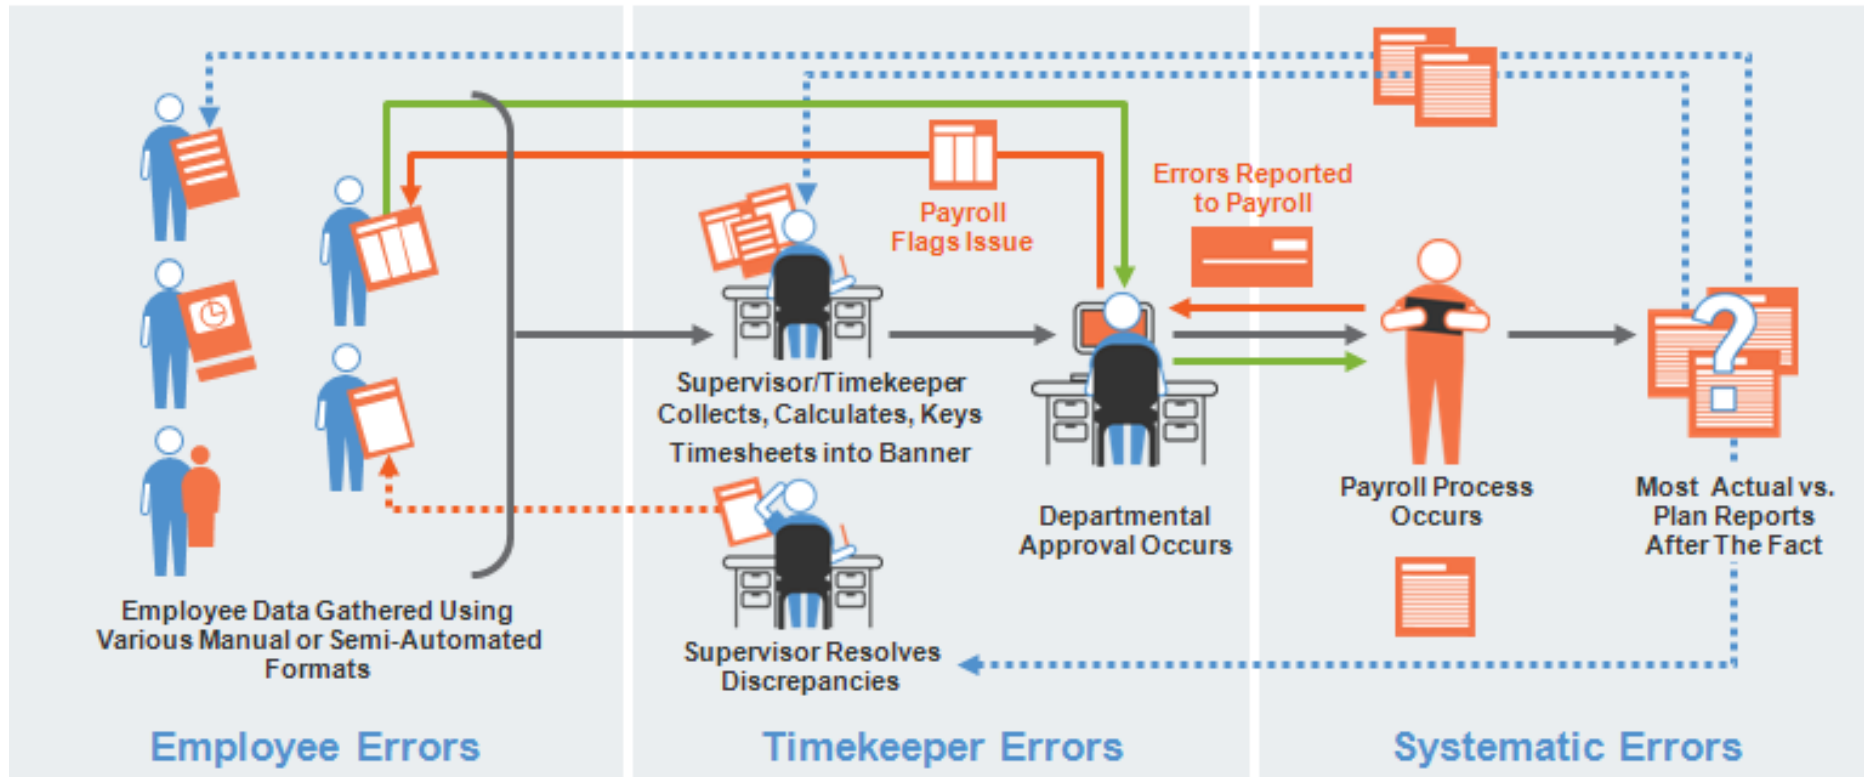 Errors Reported
to Payroll
Payroll
Flags Issue
Supervisor/Timekeeper
Collects, Calculates, Keys
Timesheets into Banner
Departmental
Approval Occurs
Payroll Process
Occurs
?
Most Actual vs.
Plan Reports
After The Fact
Employee Data Gathered Using
Various Manual or Semi-Automated
Formats
Supervisor Resolves
Discrepancies
Employee Errors
Timekeeper Errors
Systematic Errors